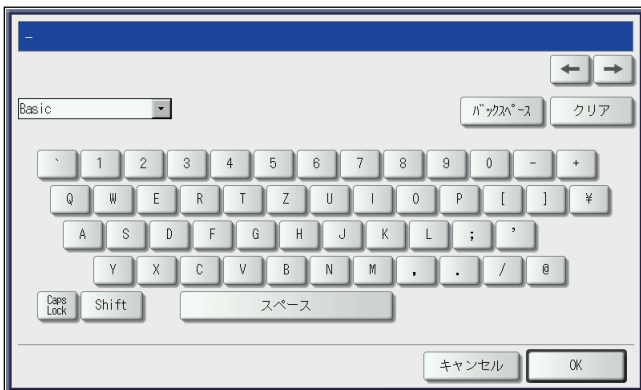 _
← →
Basic バックスペース クリア
` 1 2 3 4 5 6 7 8 9 0 - +
Q W E R T Z U I O P [ ] ¥
A S D F G H J K L ; '
Y X C V B N M , . / @
Caps Lock Shift スペース
キャンセル OK